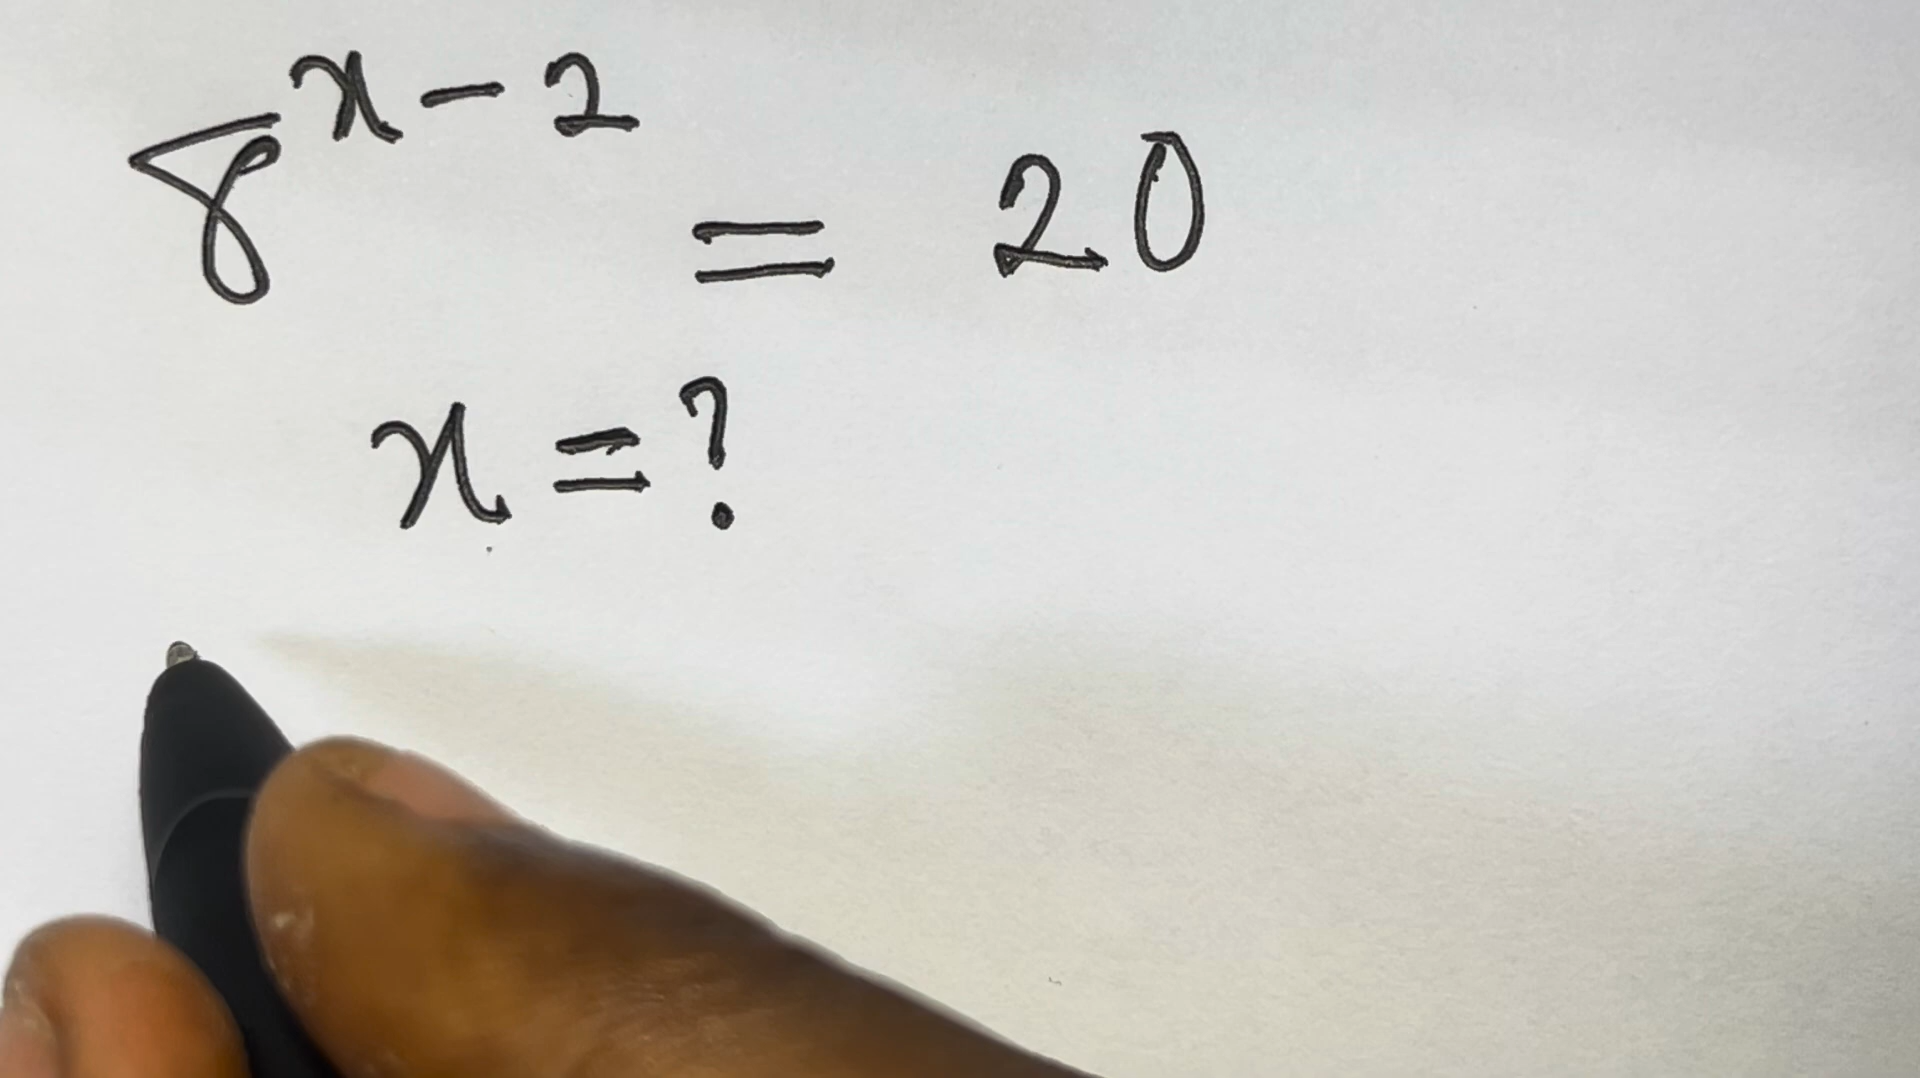 8^{x-2} = 20
x = ?